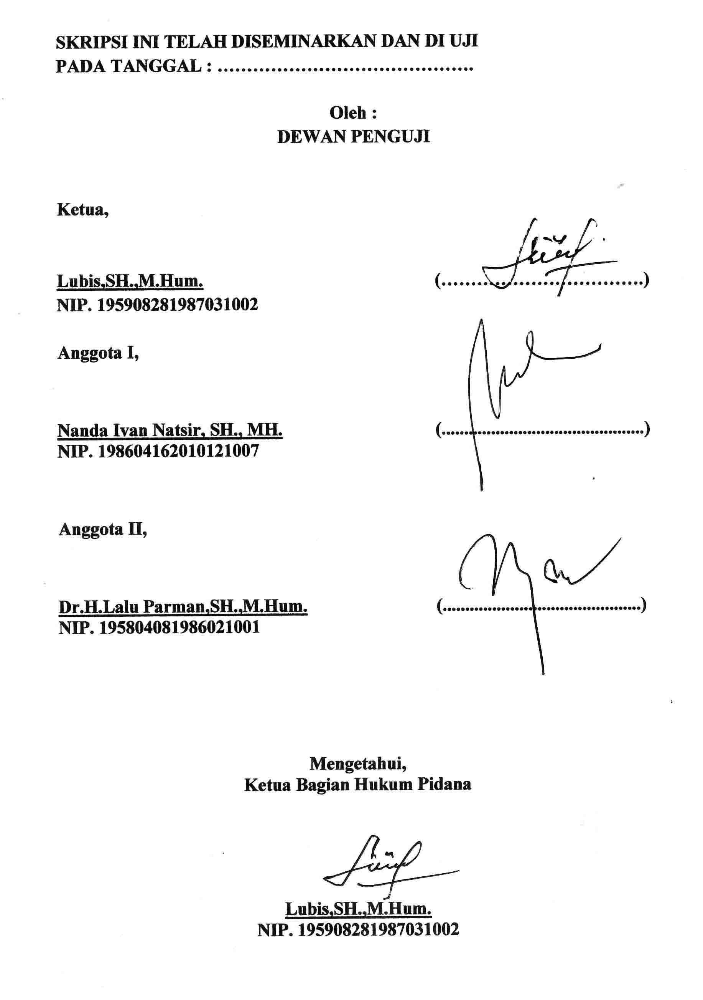 SKRIPSI INI TELAH DISEMINARKAN DAN DI UJI
PADA TANGGAL : ...........................................
Oleh :
DEWAN PENGUJI
Ketua,
Lubis,SH.,M.Hum.
(.......................................)
NIP. 195908281987031002
Anggota I,
Nanda Ivan Natsir, SH., MH.
(.......................................)
NIP. 198604162010121007
Anggota II,
Dr.H.Lalu Parman,SH.,M.Hum.
(.......................................)
NIP. 195804081986021001
Mengetahui,
Ketua Bagian Hukum Pidana
Lubis,SH.,M.Hum.
NIP. 195908281987031002